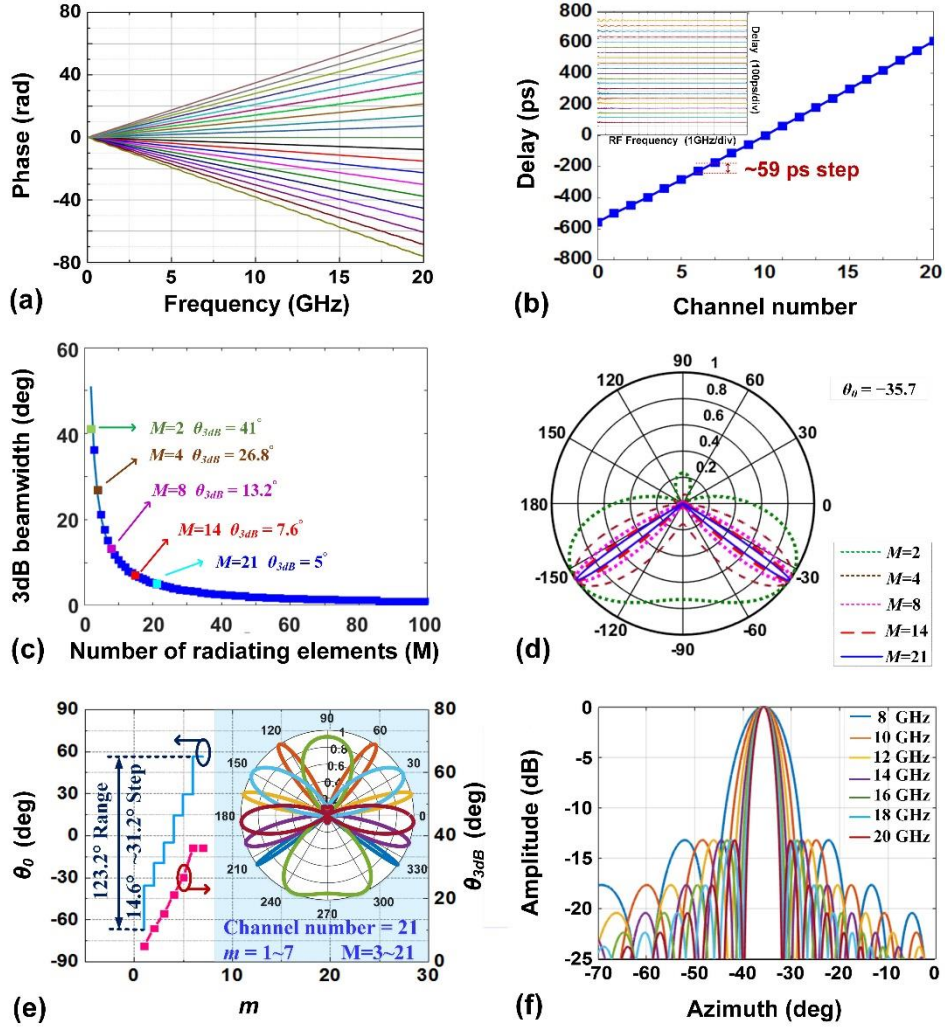 80
40
0
-40
-80
Phase (rad)
0 5 10 15 20
Frequency (GHz)
(a)
800
600
400
200
0
-200
-400
-600
-800
Delay (ps)
Delay (100ps/div)
RF Frequency (1GHz/div)
~59 ps step
0 5 10 15 20
Channel number
(b)
60
40
20
0
3dB beamwidth (deg)
M=2 θ3dB = 41°
M=4 θ3dB = 26.8°
M=8 θ3dB = 13.2°
M=14 θ3dB = 7.6°
M=21 θ3dB = 5°
0 20 40 60 80 100
Number of radiating elements (M)
(c)
90
1
0.8
0.6
0.4
0.2
120
60
150
30
180
0
-150
-30
-120
-60
-90
θ0 = −35.7
M=2
M=4
M=8
M=14
M=21
(d)
90
60
30
0
-30
-60
-90
θ0 (deg)
123.2° Range
14.6°~31.2° Step
90
1
0.8
0.6
0.4
120
60
150
30
180
0
210
330
240
300
270
Channel number = 21
m = 1~7 M=3~21
80
60
40
20
0
θ3dB (deg)
0 10 20 30
m
(e)
0
-5
-10
-15
-20
-25
Amplitude (dB)
8 GHz
10 GHz
12 GHz
14 GHz
16 GHz
18 GHz
20 GHz
-70 -60 -50 -40 -30 -20 -10 0
Azimuth (deg)
(f)